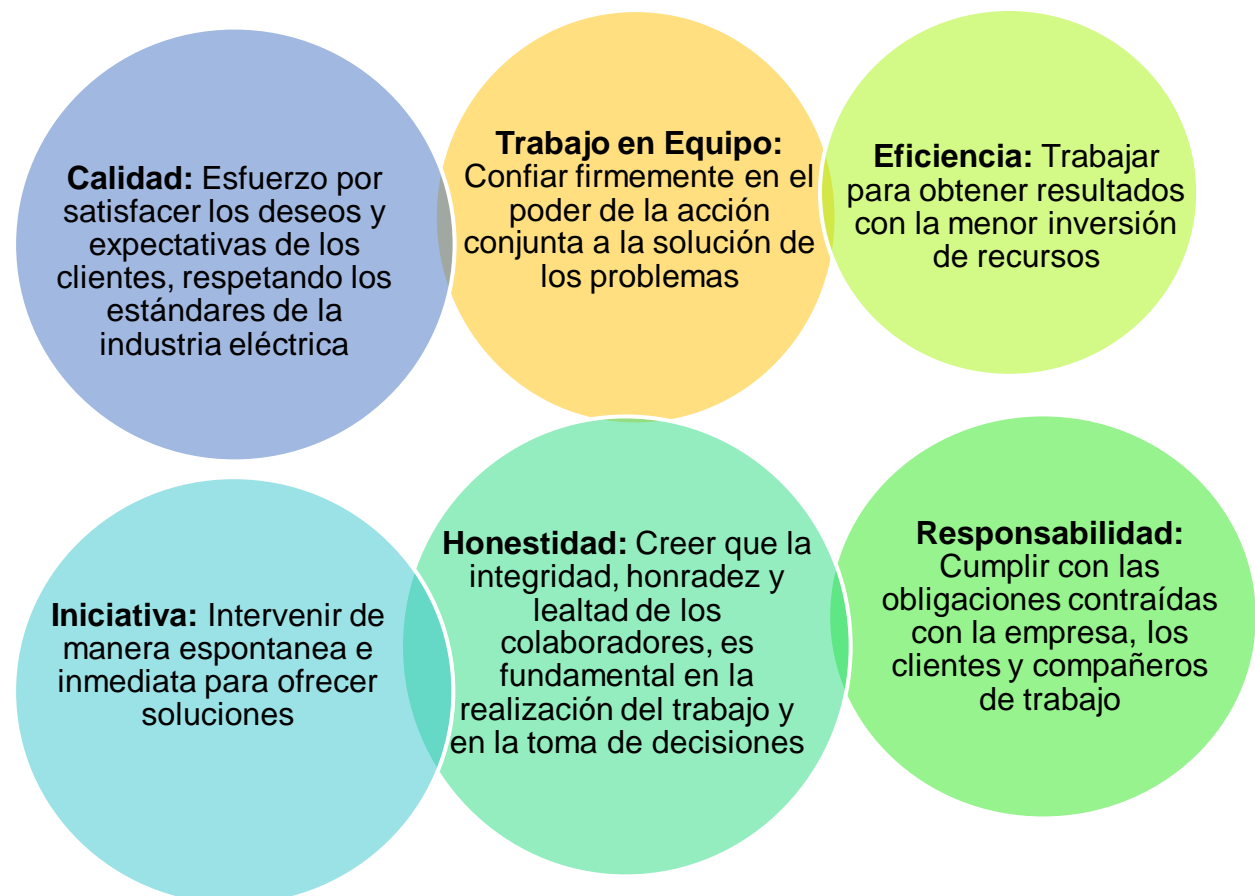 Calidad: Esfuerzo por
satisfacer los deseos y
expectativas de los
clientes, respetando los
estándares de la
industria eléctrica
Trabajo en Equipo:
Confiar firmemente en el
poder de la acción
conjunta a la solución de
los problemas
Eficiencia: Trabajar
para obtener resultados
con la menor inversión
de recursos
Iniciativa: Intervenir de
manera espontanea e
inmediata para ofrecer
soluciones
Honestidad: Creer que la
integridad, honradez y
lealtad de los
colaboradores, es
fundamental en la
realización del trabajo y
en la toma de decisiones
Responsabilidad:
Cumplir con las
obligaciones contraídas
con la empresa, los
clientes y compañeros
de trabajo